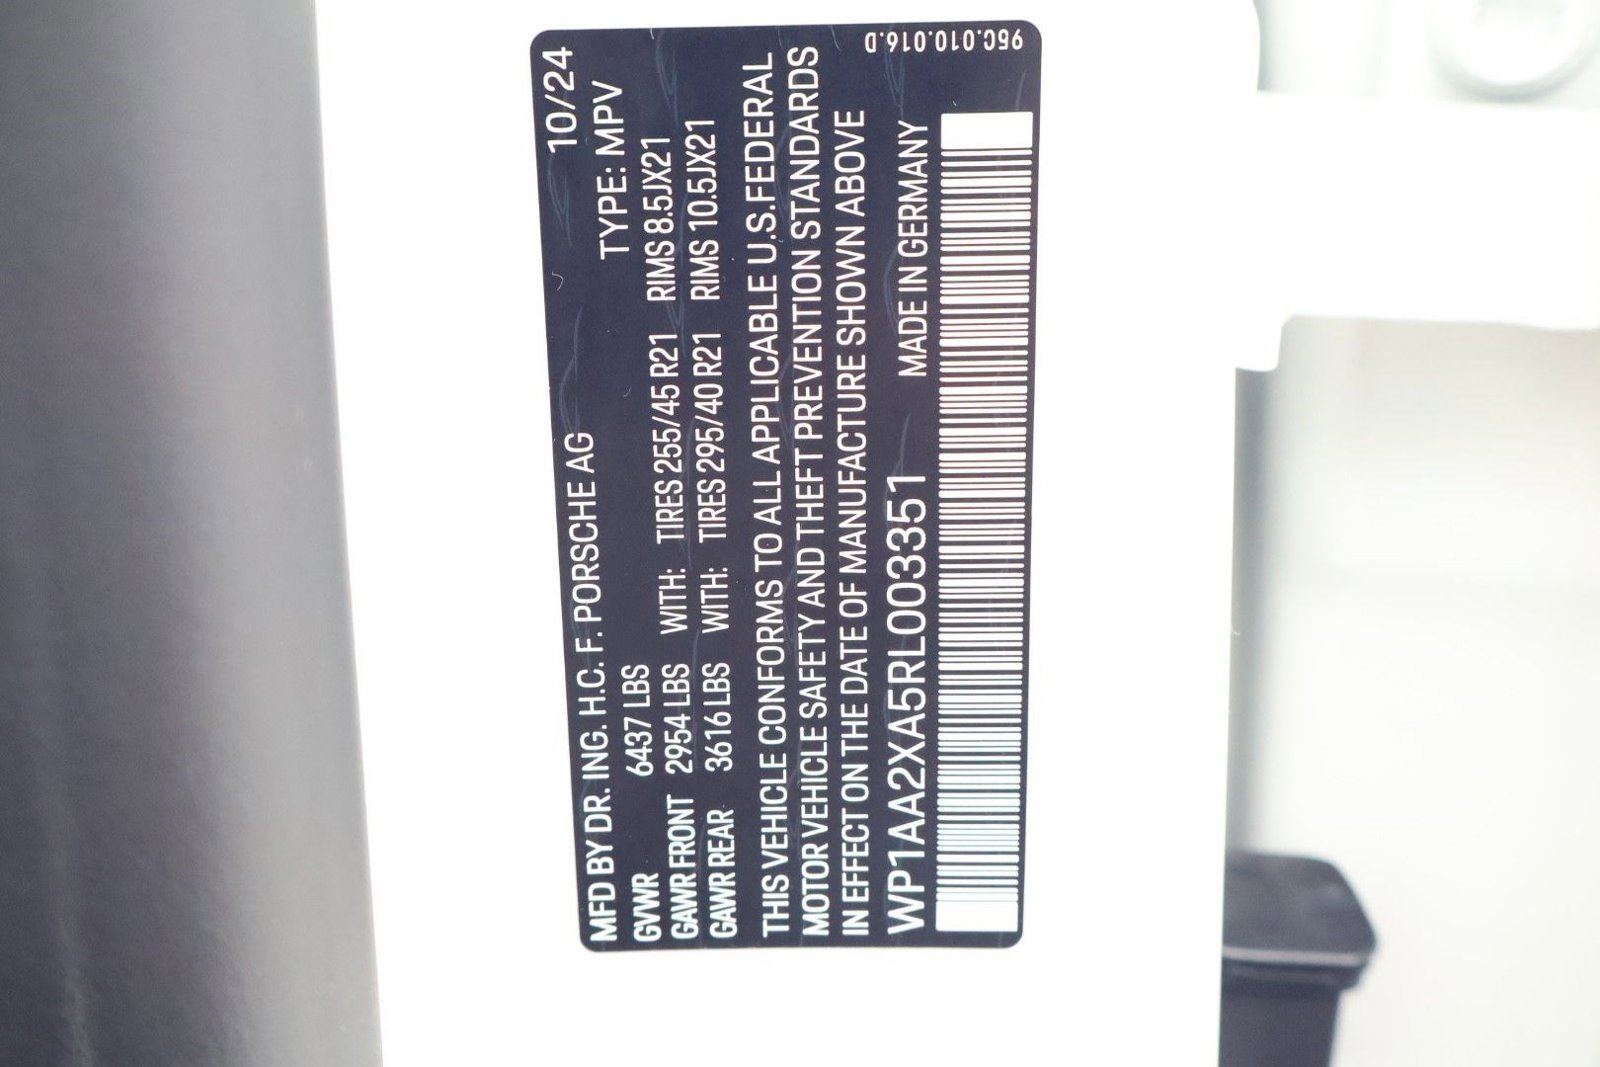 MFD BY DR. ING. H.C. F. PORSCHE AG 10/24
GVWR 6437 LBS TYPE: MPV
GAWR FRONT 2954 LBS WITH: TIRES 255/45 R21 RIMS 8.5JX21
GAWR REAR 3616 LBS WITH: TIRES 295/40 R21 RIMS 10.5JX21
THIS VEHICLE CONFORMS TO ALL APPLICABLE U.S.FEDERAL
MOTOR VEHICLE SAFETY AND THEFT PREVENTION STANDARDS
IN EFFECT ON THE DATE OF MANUFACTURE SHOWN ABOVE
WP1AA2XA5RL003351 MADE IN GERMANY
95C.010.016.D